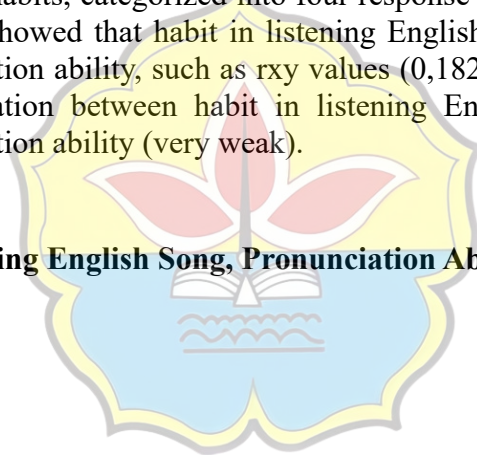 habits, categorized into four response
showed that habit in listening English
tion ability, such as rxy values (0,182
ation between habit in listening En
tion ability (very weak).
ing English Song, Pronunciation Ab